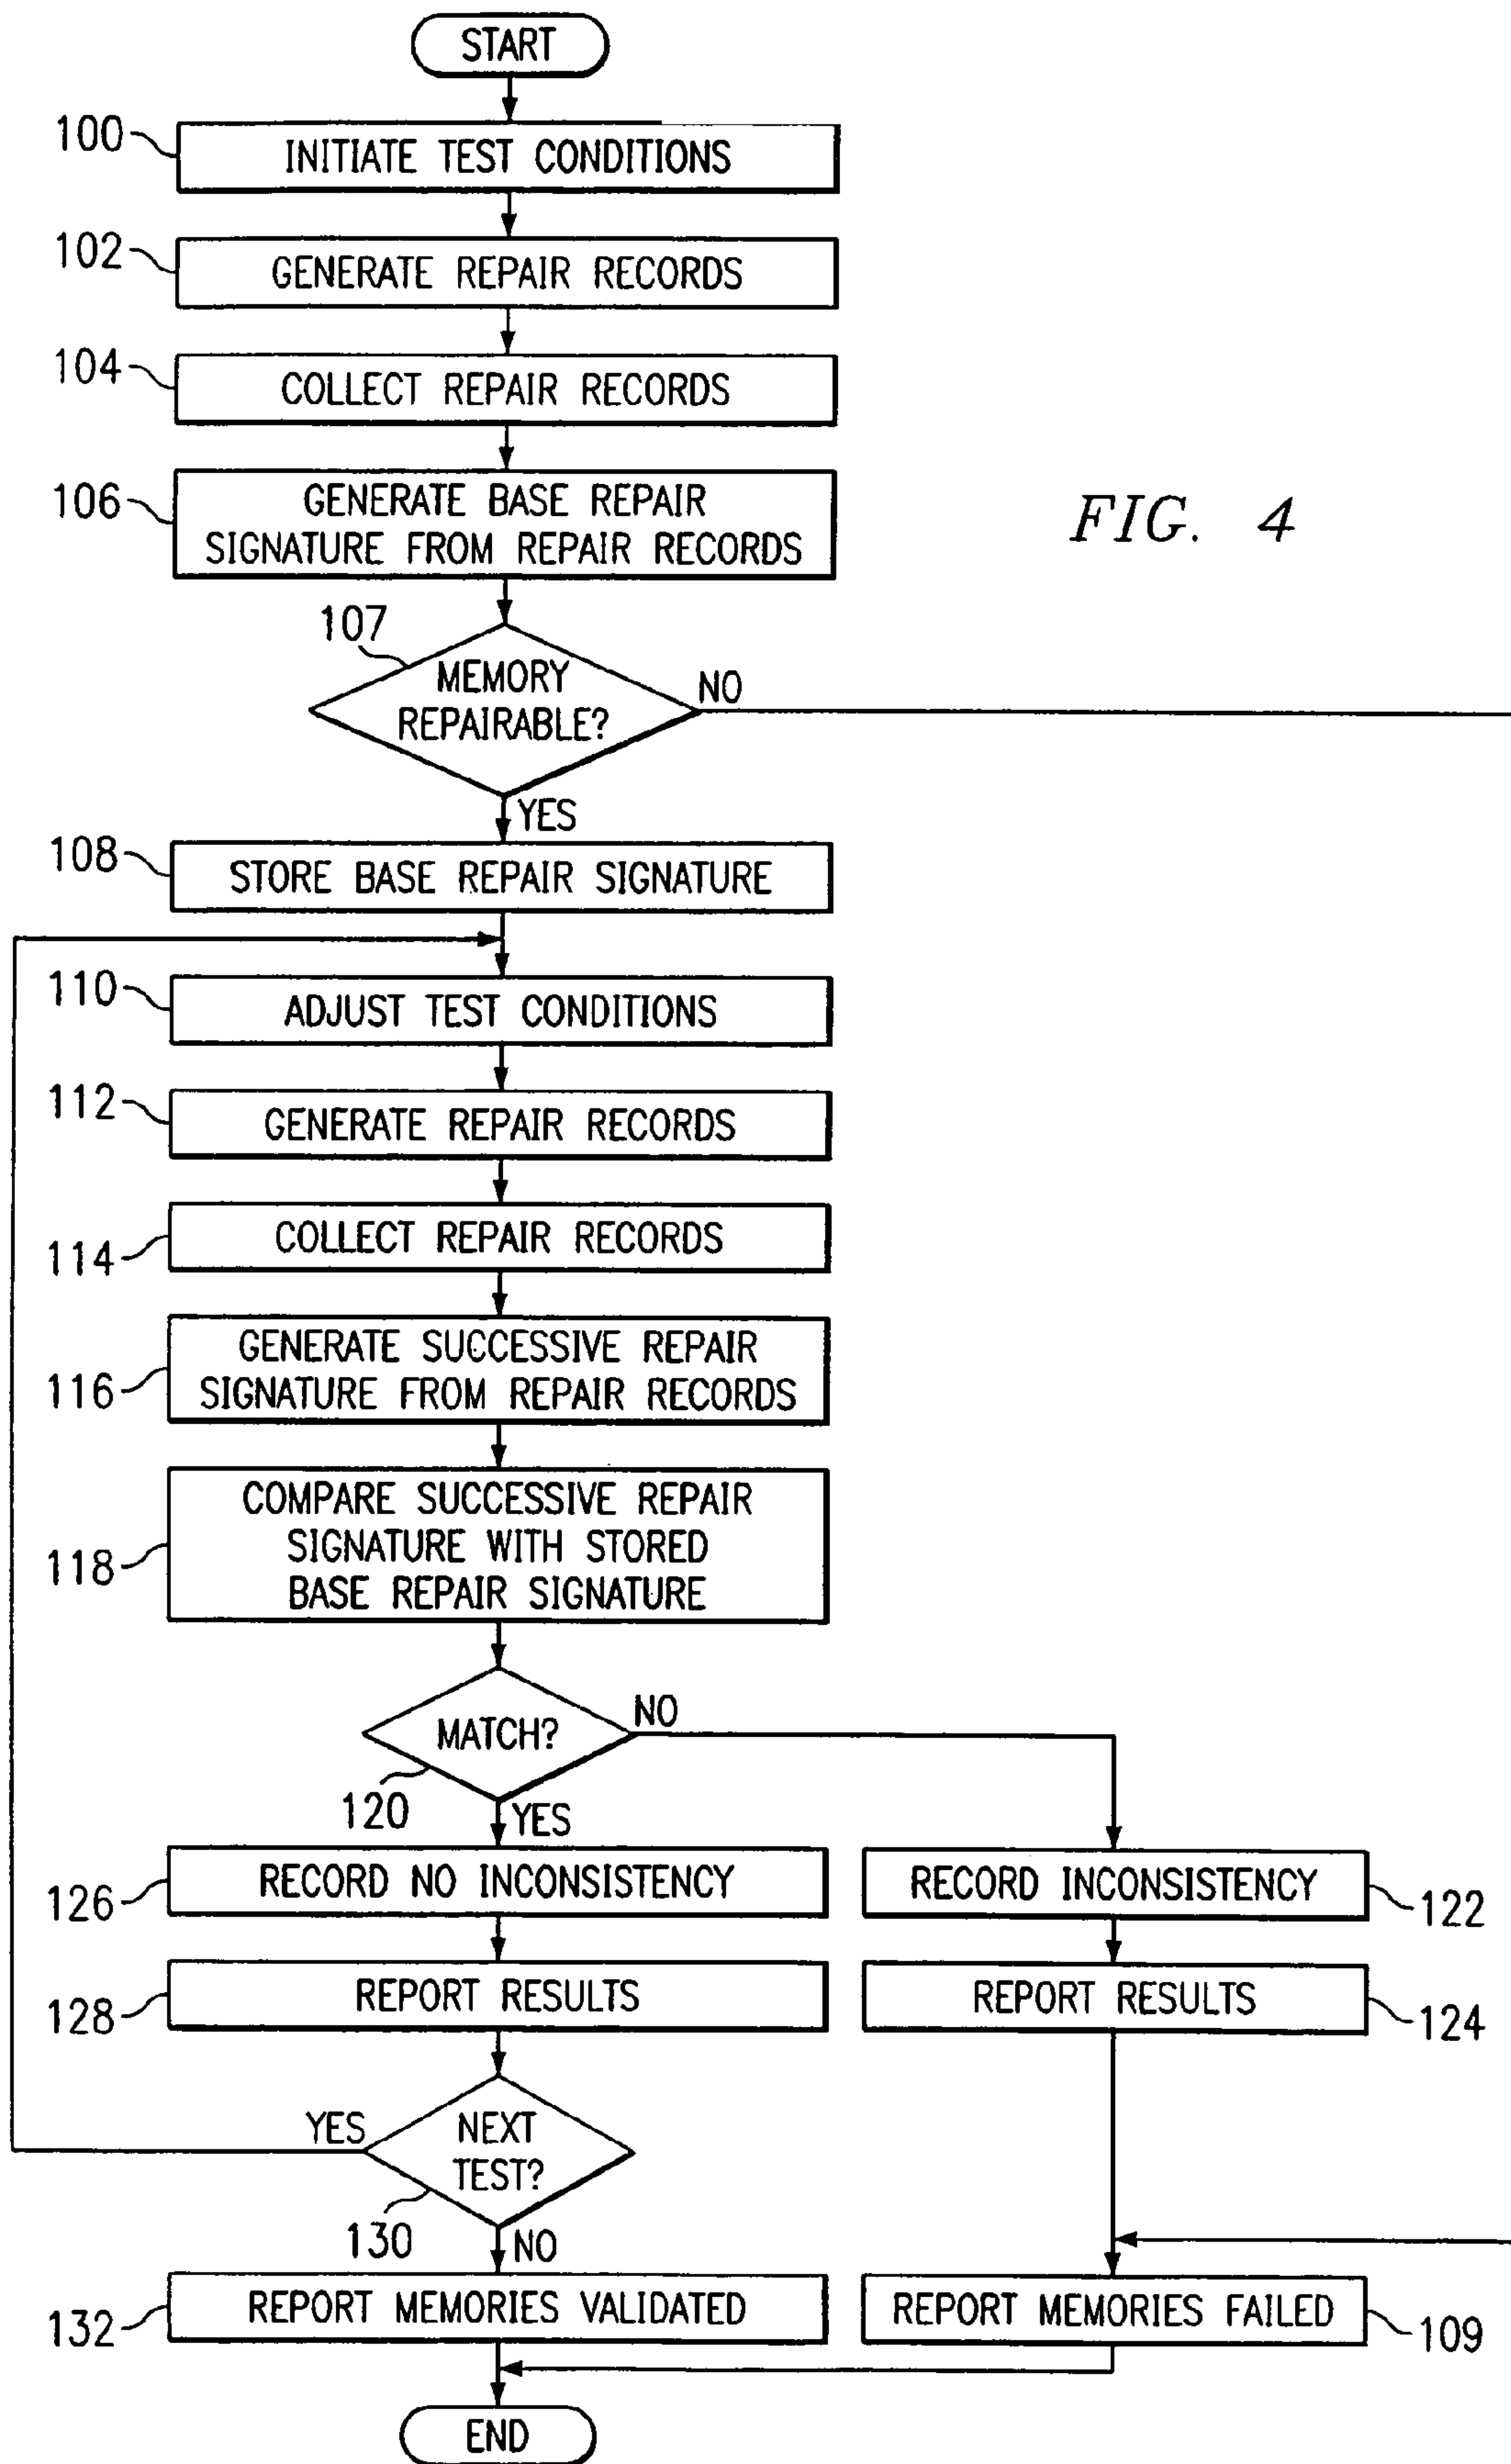 START
100
INITIATE TEST CONDITIONS
102
GENERATE REPAIR RECORDS
104
COLLECT REPAIR RECORDS
106
GENERATE BASE REPAIR
SIGNATURE FROM REPAIR RECORDS
FIG. 4
107
MEMORY
REPAIRABLE?
NO
YES
108
STORE BASE REPAIR SIGNATURE
110
ADJUST TEST CONDITIONS
112
GENERATE REPAIR RECORDS
114
COLLECT REPAIR RECORDS
116
GENERATE SUCCESSIVE REPAIR
SIGNATURE FROM REPAIR RECORDS
118
COMPARE SUCCESSIVE REPAIR
SIGNATURE WITH STORED
BASE REPAIR SIGNATURE
MATCH?
NO
120
YES
126
RECORD NO INCONSISTENCY
RECORD INCONSISTENCY
122
128
REPORT RESULTS
REPORT RESULTS
124
YES
NEXT
TEST?
130
NO
132
REPORT MEMORIES VALIDATED
REPORT MEMORIES FAILED
109
END